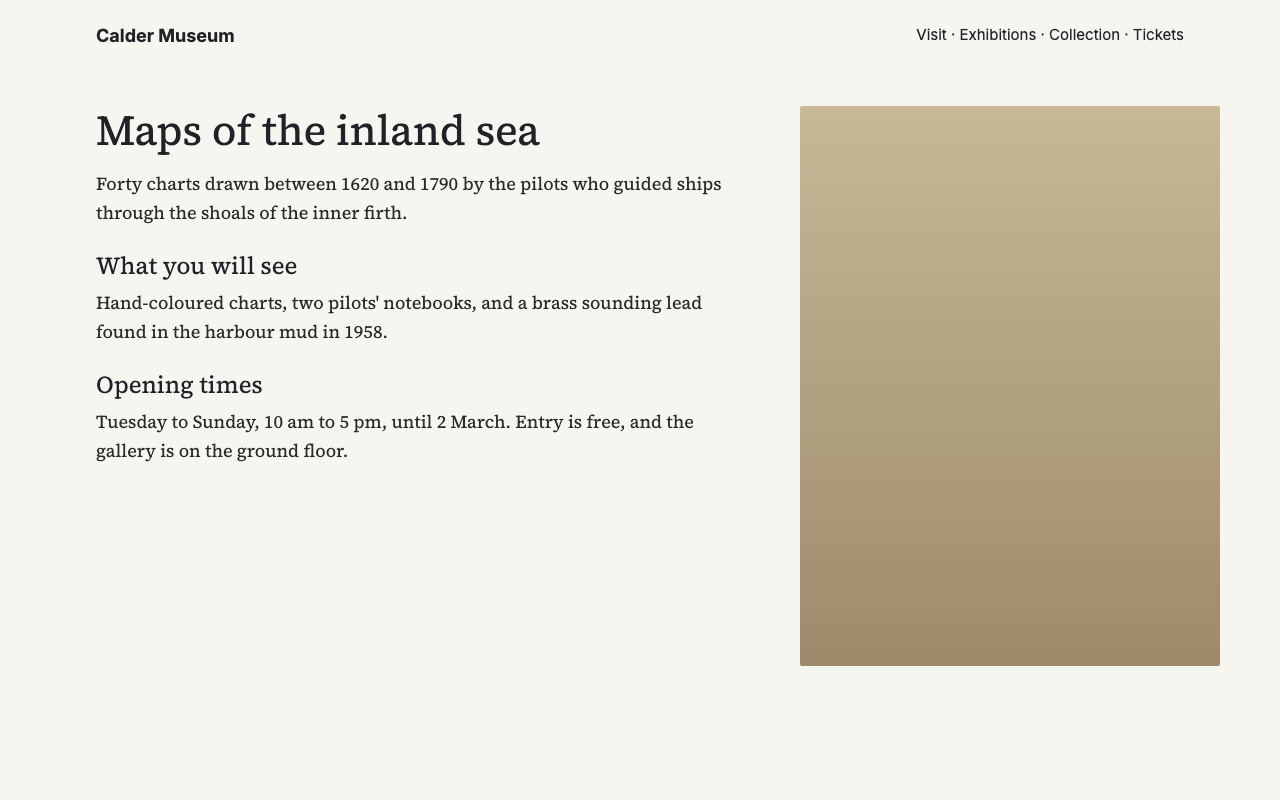 Calder Museum
Visit · Exhibitions · Collection · Tickets
Maps of the inland sea
Forty charts drawn between 1620 and 1790 by the pilots who guided ships
through the shoals of the inner firth.
What you will see
Hand-coloured charts, two pilots' notebooks, and a brass sounding lead
found in the harbour mud in 1958.
Opening times
Tuesday to Sunday, 10 am to 5 pm, until 2 March. Entry is free, and the
gallery is on the ground floor.